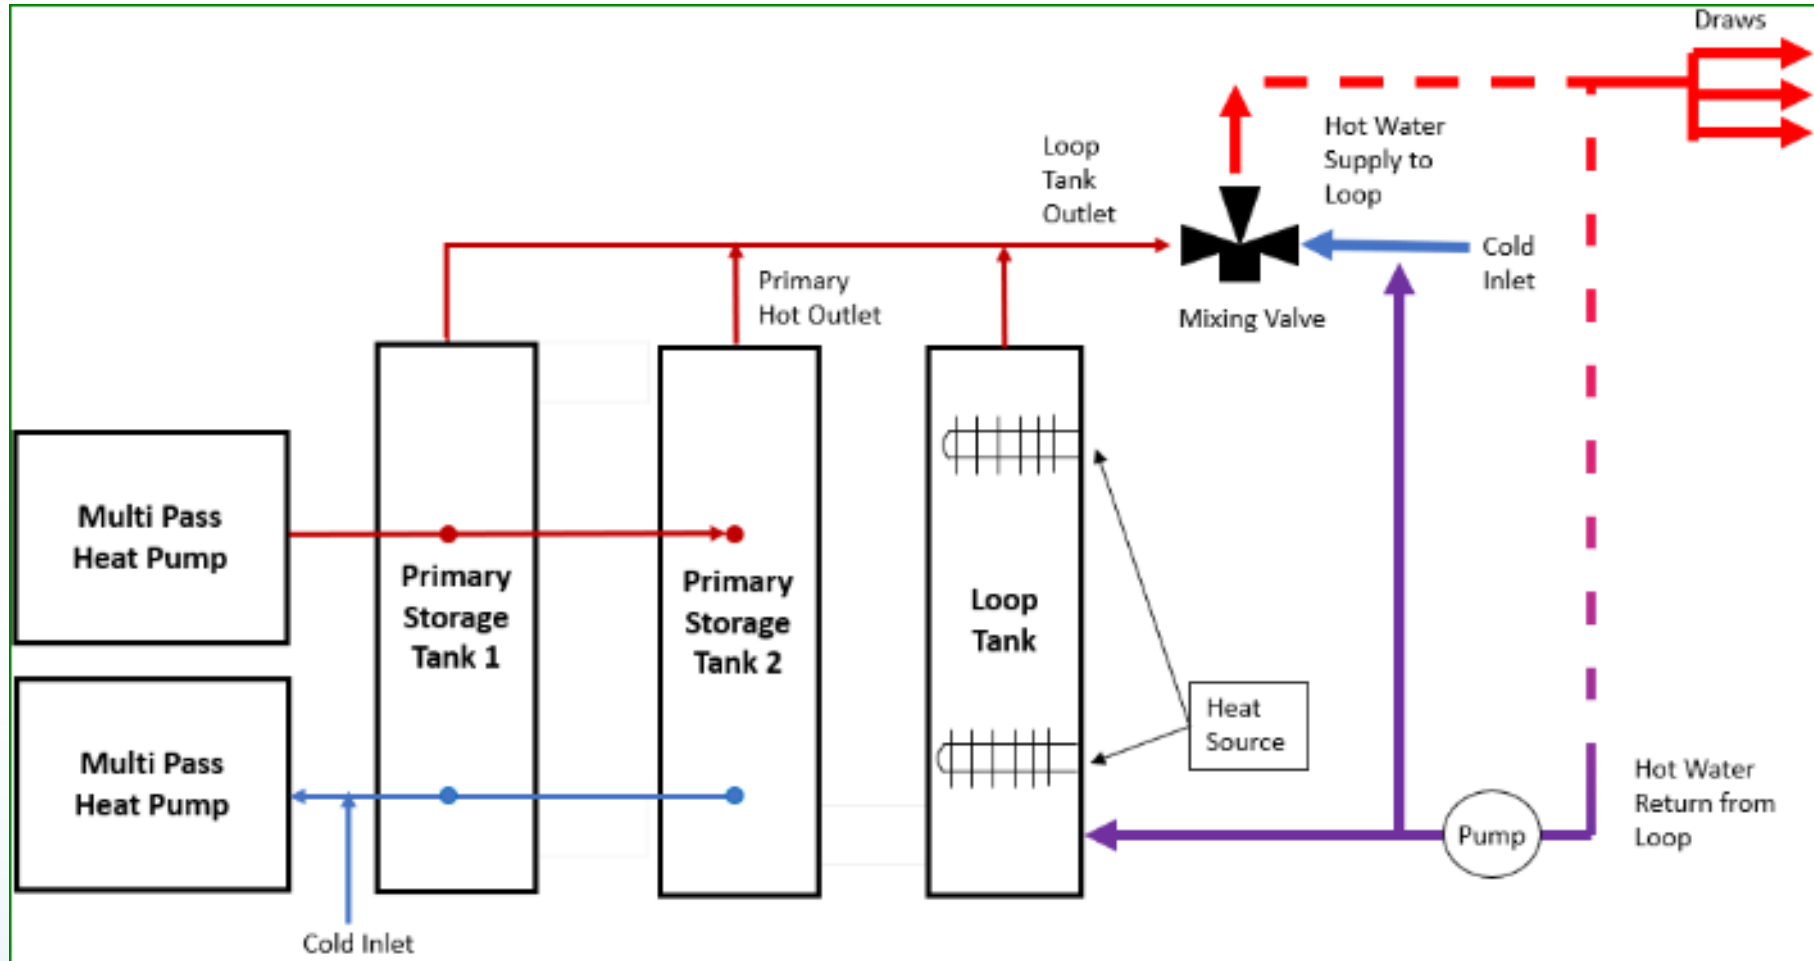 Draws
Hot Water
Supply to
Loop
Loop
Tank
Outlet
Cold
Inlet
Primary
Hot Outlet
Mixing Valve
Multi Pass
Heat Pump
Primary
Storage
Tank 1
Primary
Storage
Tank 2
Loop
Tank
Heat
Source
Multi Pass
Heat Pump
Hot Water
Return from
Loop
Pump
Cold Inlet